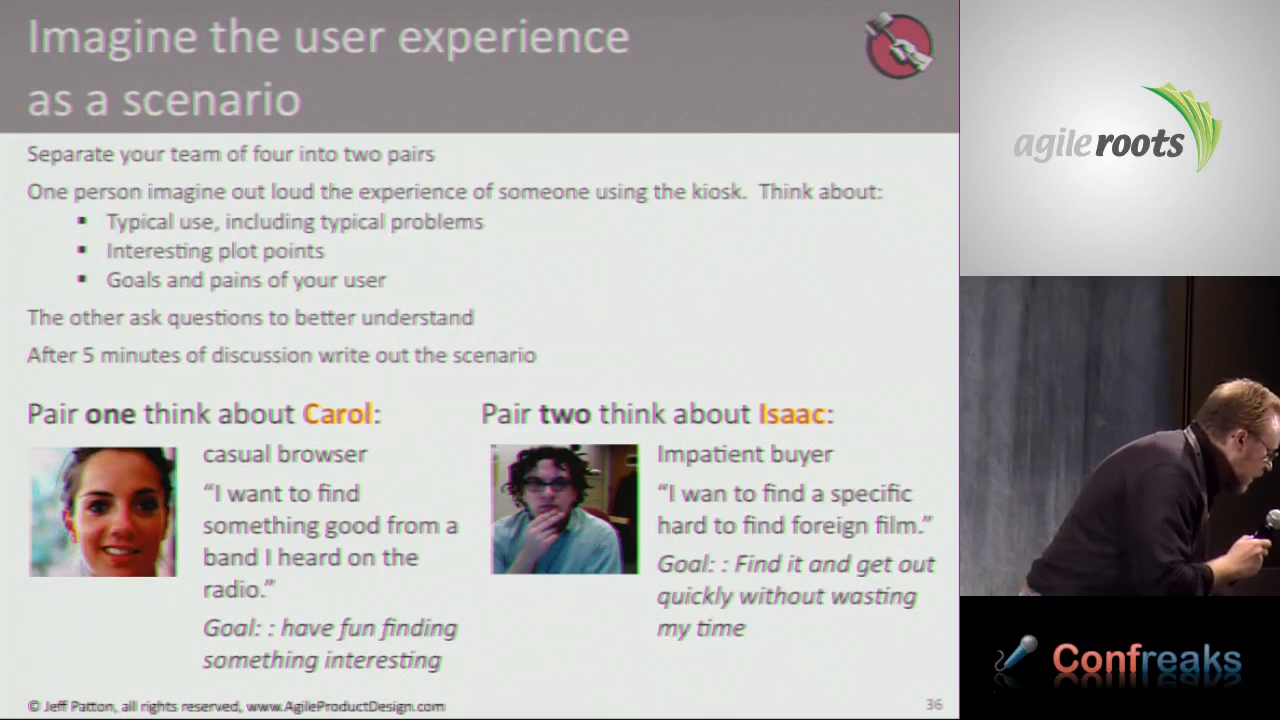 Imagine the user experience
as a scenario
Separate your team of four into two pairs
One person imagine out loud the experience of someone using the kiosk. Think about:
▪ Typical use, including typical problems
▪ Interesting plot points
▪ Goals and pains of your user
The other ask questions to better understand
After 5 minutes of discussion write out the scenario
Pair one think about Carol:
casual browser
“I want to find
something good from a
band I heard on the
radio.”
Goal: : have fun finding
something interesting
Pair two think about Isaac:
Impatient buyer
“I wan to find a specific
hard to find foreign film.”
Goal: : Find it and get out
quickly without wasting
my time
© Jeff Patton, all rights reserved, www.AgileProductDesign.com
36
agile roots
Confreaks